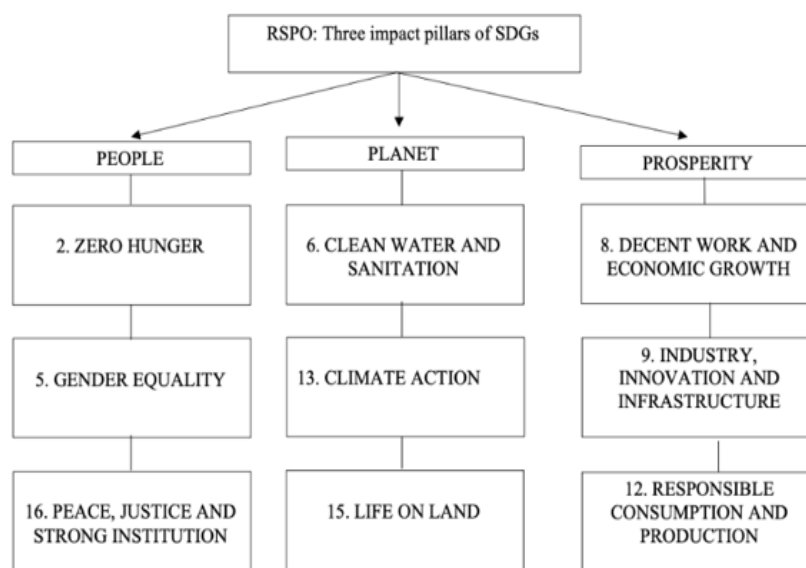 RSPO: Three impact pillars of SDGs
PEOPLE
2. ZERO HUNGER
5. GENDER EQUALITY
16. PEACE, JUSTICE AND
STRONG INSTITUTION
PLANET
6. CLEAN WATER AND
SANITATION
13. CLIMATE ACTION
15. LIFE ON LAND
PROSPERITY
8. DECENT WORK AND
ECONOMIC GROWTH
9. INDUSTRY,
INNOVATION AND
INFRASTRUCTURE
12. RESPONSIBLE
CONSUMPTION AND
PRODUCTION